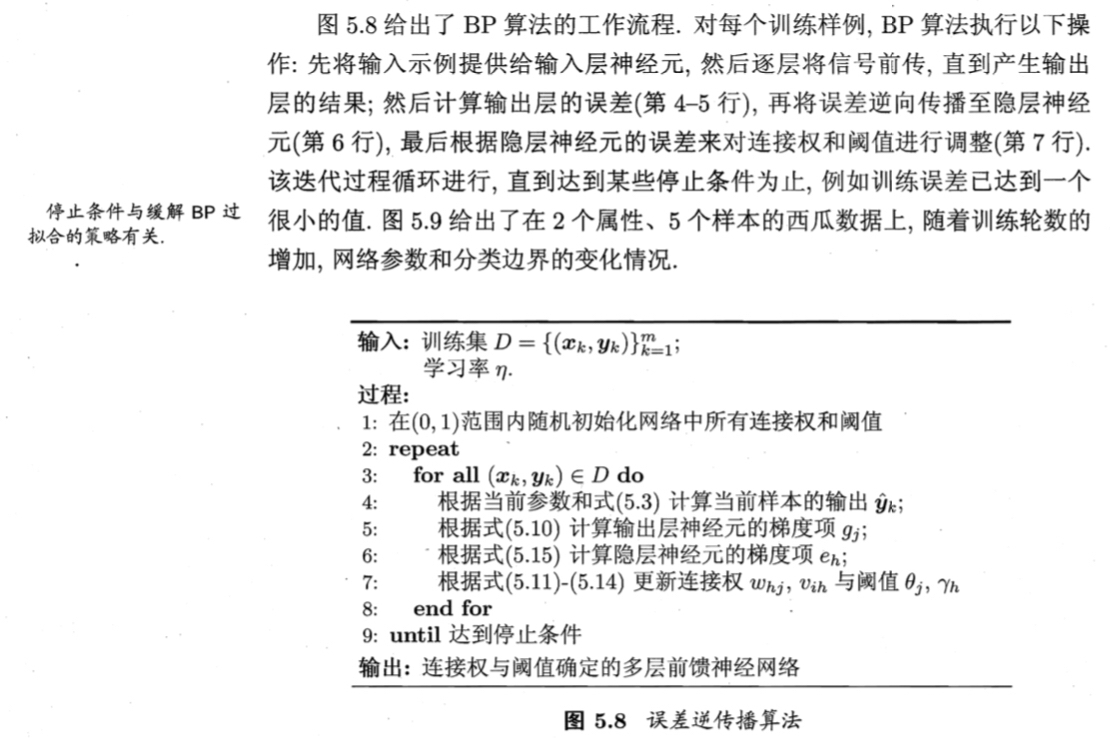 图 5.8 给出了 BP 算法的工作流程. 对每个训练样例, BP 算法执行以下操
作: 先将输入示例提供给输入层神经元, 然后逐层将信号前传, 直到产生输出
层的结果; 然后计算输出层的误差(第 4–5 行), 再将误差逆向传播至隐层神经
元(第 6 行), 最后根据隐层神经元的误差来对连接权和阈值进行调整(第 7 行).
该迭代过程循环进行, 直到达到某些停止条件为止, 例如训练误差已达到一个
很小的值. 图 5.9 给出了在 2 个属性、5 个样本的西瓜数据上, 随着训练轮数的
增加, 网络参数和分类边界的变化情况.
停止条件与缓解 BP 过
拟合的策略有关.
输入: 训练集 D = {(x_k, y_k)}_{k=1}^m;
学习率 η.
过程:
1: 在(0, 1)范围内随机初始化网络中所有连接权和阈值
2: repeat
3: for all (x_k, y_k) ∈ D do
4: 根据当前参数和式(5.3) 计算当前样本的输出 ŷ_k;
5: 根据式(5.10) 计算输出层神经元的梯度项 g_j;
6: 根据式(5.15) 计算隐层神经元的梯度项 e_h;
7: 根据式(5.11)-(5.14) 更新连接权 w_{hj}, v_{ih} 与阈值 θ_j, γ_h
8: end for
9: until 达到停止条件
输出: 连接权与阈值确定的多层前馈神经网络
图 5.8 误差逆传播算法